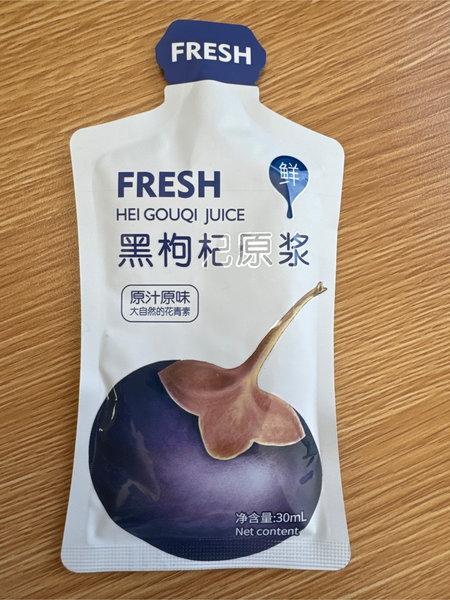 FRESH
FRESH
鲜
HEI GOUQI JUICE
黑枸杞原浆
原汁原味
大自然的花青素
净含量:30mL
Net content